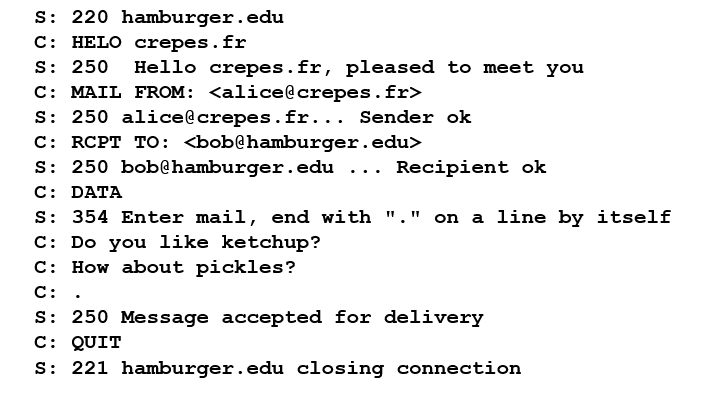 S: 220 hamburger.edu
C: HELO crepes.fr
S: 250  Hello crepes.fr, pleased to meet you
C: MAIL FROM: <alice@crepes.fr>
S: 250 alice@crepes.fr... Sender ok
C: RCPT TO: <bob@hamburger.edu>
S: 250 bob@hamburger.edu ... Recipient ok
C: DATA
S: 354 Enter mail, end with "." on a line by itself
C: Do you like ketchup?
C: How about pickles?
C: .
S: 250 Message accepted for delivery
C: QUIT
S: 221 hamburger.edu closing connection